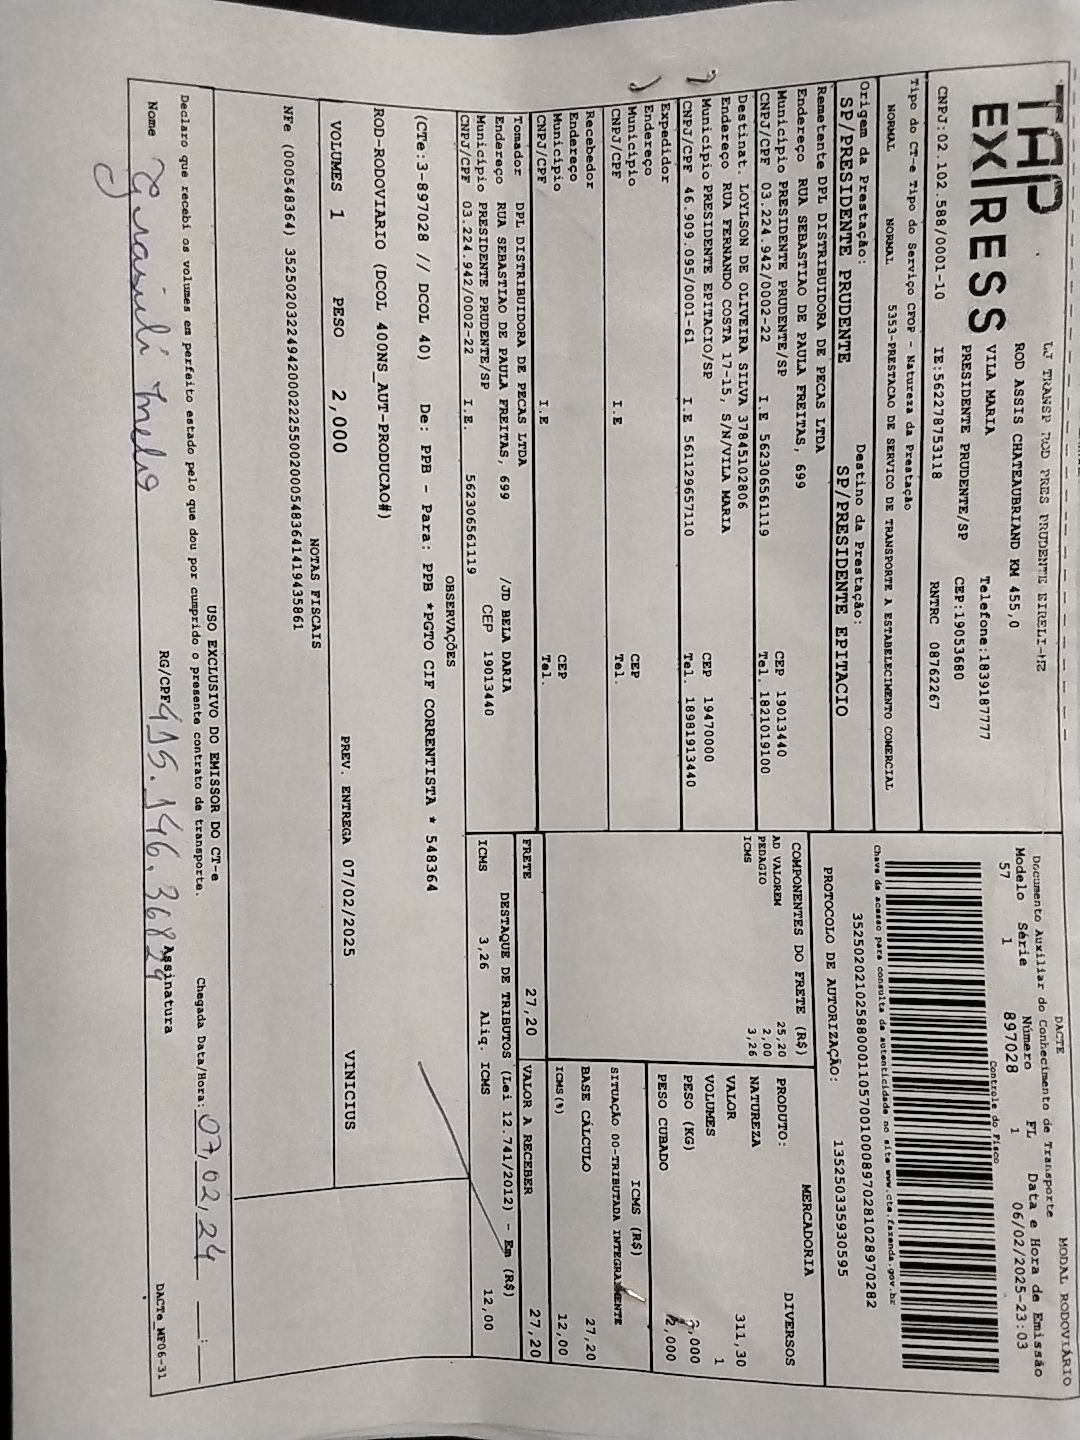 TAP
EXPRESS
LJ TRANSP ROD PRES PRUDENTE EIRELI-
ROD ASSIS CHATEAUBRIAND KM 455,0
VILA MARIA Telefone:1839187777
PRESIDENTE PRUDENTE/SP CEP:19053680
CNPJ:02.102.588/0001-10 IE:562278753118 RNTRC 08762267
Tipo do CT-e Tipo do Serviço CFOP - Natureza da Prestação
NORMAL NORMAL 5353-PRESTACAO DE SERVICO DE TRANSPORTE A ESTABELECIMENTO COMERCIAL
Origem da Prestação: Destino da Prestação:
SP/PRESIDENTE PRUDENTE SP/PRESIDENTE EPITACIO
Remetente DPL DISTRIBUIDORA DE PECAS LTDA
Endereço RUA SEBASTIAO DE PAULA FREITAS, 699
Município PRESIDENTE PRUDENTE/SP CEP 19013440
CNPJ/CPF 03.224.942/0002-22 I.E 562306561119 Tel. 1821019100
Destinat. LOYLSON DE OLIVEIRA SILVA 37845102806
Endereço RUA FERNANDO COSTA 17-15, S/N/VILA MARIA
Município PRESIDENTE EPITACIO/SP CEP 19470000
CNPJ/CPF 46.909.095/0001-61 I.E 561129657110 Tel. 18981913440
Expedidor
Endereço
Município CEP
CNPJ/CPF I.E Tel.
Recebedor
Endereço
Município CEP
CNPJ/CPF I.E Tel.
Tomador DPL DISTRIBUIDORA DE PECAS LTDA
Endereço RUA SEBASTIAO DE PAULA FREITAS, 699 /JD BELA DARIA
Município PRESIDENTE PRUDENTE/SP CEP 19013440
CNPJ/CPF 03.224.942/0002-22 I.E. 562306561119
DACTE MODAL RODOVIÁRIO
Documento Auxiliar do Conhecimento de Transporte
Modelo Série Número FL Data e Hora de Emissão
57 1 897028 1 06/02/2025-23:03
Controle do Fisco
Chave de acesso para consulta de autenticidade no site www.cte.fazenda.gov.br
35250202102588000110570010008970281028970282
PROTOCOLO DE AUTORIZAÇÃO: 135250335930595
COMPONENTES DO FRETE (R$)
AD VALOREM 25,20
PEDAGIO 2,00
ICMS 3,26
FRETE 27,20
MERCADORIA
PRODUTO: DIVERSOS
NATUREZA
VALOR 311,30
VOLUMES 1
PESO (KG) 2,000
PESO CUBADO 2,000
ICMS (R$)
SITUAÇÃO 00-TRIBUTADA INTEGRALMENTE
BASE CÁLCULO 27,20
ICMS(%) 12,00
VALOR A RECEBER 27,20
DESTAQUE DE TRIBUTOS (Lei 12.741/2012) - Em (R$)
ICMS 3,26 Aliq. ICMS 12,00
OBSERVAÇÕES
(CTe:3-897028 // DCOL 40) De: PPB - Para: PPB *PGTO CIF CORRENTISTA * 548364
ROD-RODOVIARIO (DCOL 400NS_AUT-PRODUCAO#)
VOLUMES 1 PESO 2,000 PREV. ENTREGA 07/02/2025 VINICIUS
NOTAS FISCAIS
NFe (000548364) 35250203224942000222550020005483641419435861
USO EXCLUSIVO DO EMISSOR DO CT-e
Declaro que recebi os volumes em perfeito estado pelo que dou por cumprido o presente contrato de transporte. Chegada Data/Hora: 07,02,24 :
Nome RG/CPF Assinatura
DACTe_MF06-31